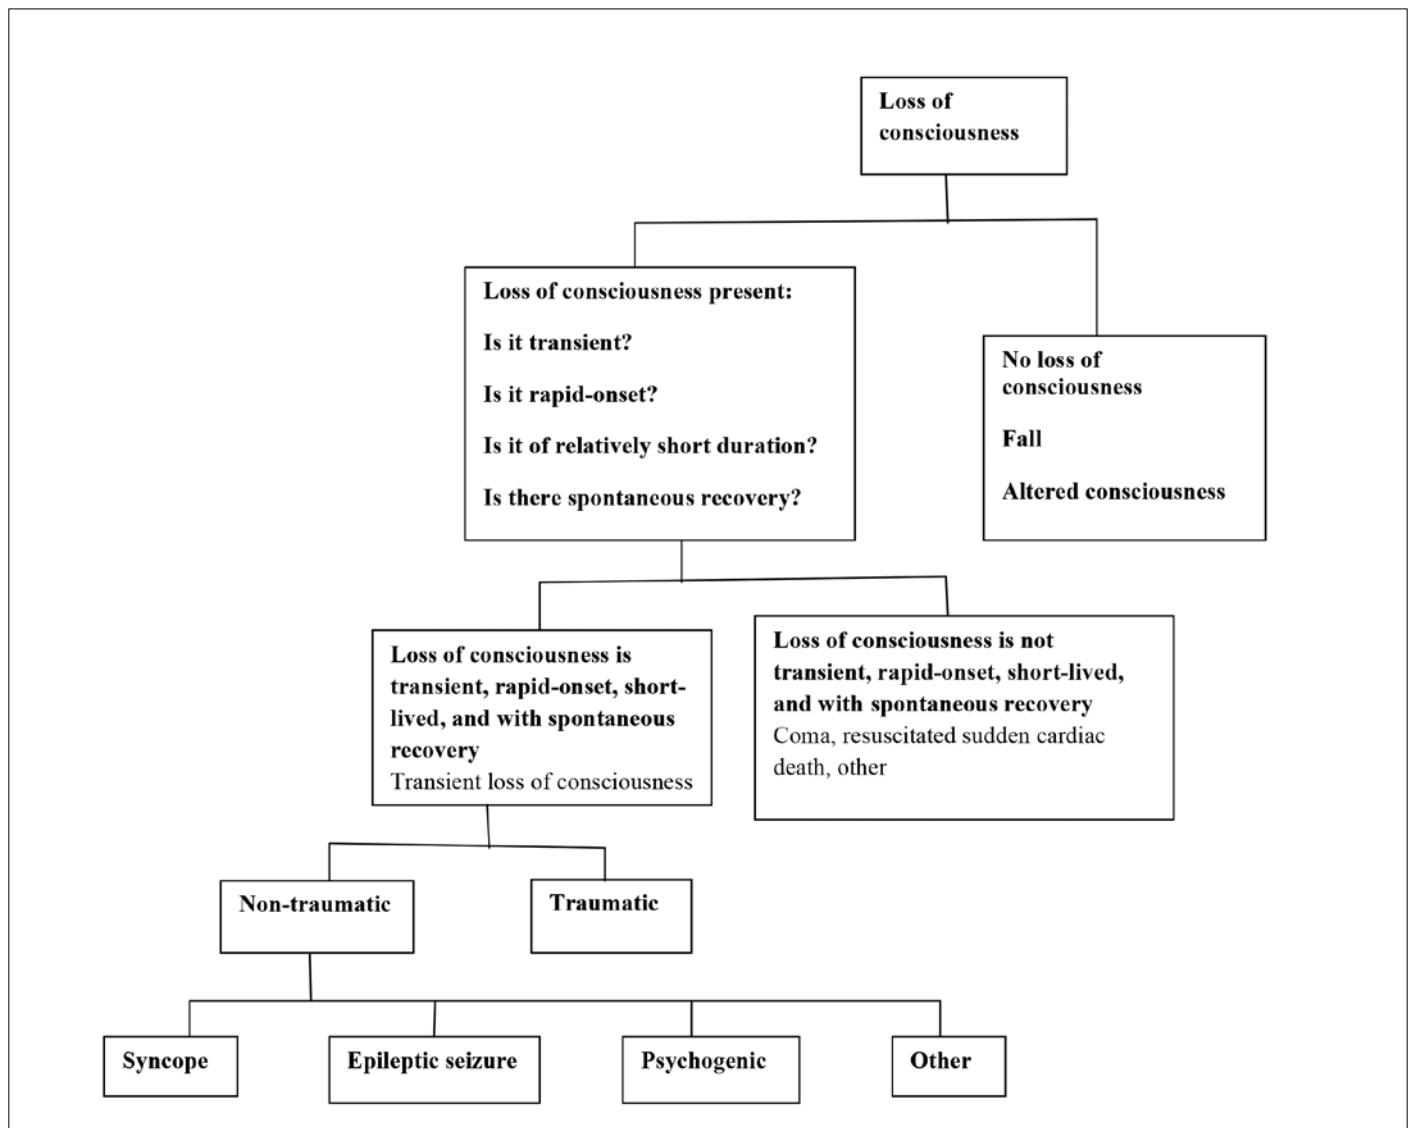 Loss of
consciousness
Loss of consciousness present:
Is it transient?
Is it rapid-onset?
Is it of relatively short duration?
Is there spontaneous recovery?
No loss of
consciousness
Fall
Altered consciousness
Loss of consciousness is
transient, rapid-onset, short-
lived, and with spontaneous
recovery
Transient loss of consciousness
Loss of consciousness is not
transient, rapid-onset, short-lived,
and with spontaneous recovery
Coma, resuscitated sudden cardiac
death, other
Non-traumatic
Traumatic
Syncope
Epileptic seizure
Psychogenic
Other